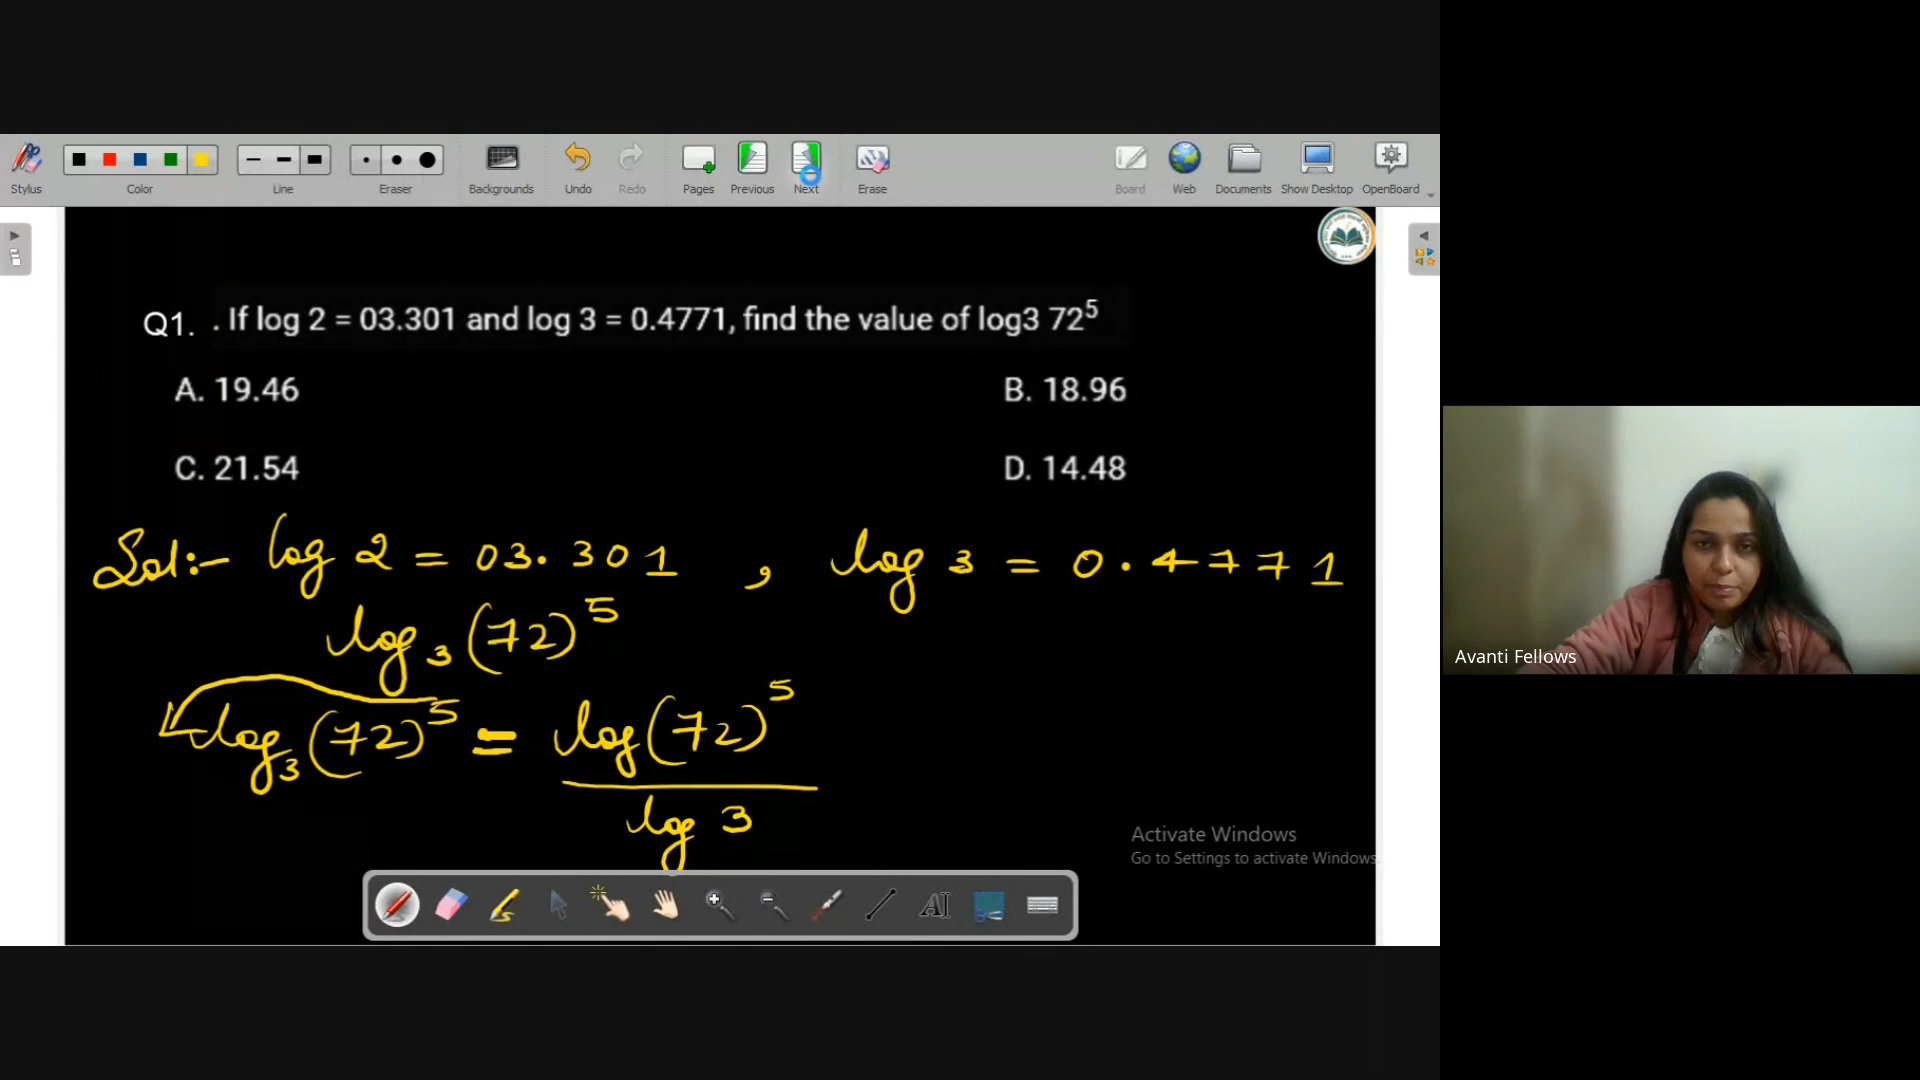 Stylus Color Line Eraser Backgrounds Undo Redo Pages Previous Next Erase Board Web Documents Show Desktop OpenBoard
Q1. . If log 2 = 03.301 and log 3 = 0.4771, find the value of log3 72⁵
A. 19.46 B. 18.96
C. 21.54 D. 14.48
Sol:- log 2 = 03.301 , log 3 = 0.4771
log₃(72)⁵
log₃(72)⁵ = log(72)⁵
log 3
Activate Windows
Go to Settings to activate Windows.
AI
Avanti Fellows